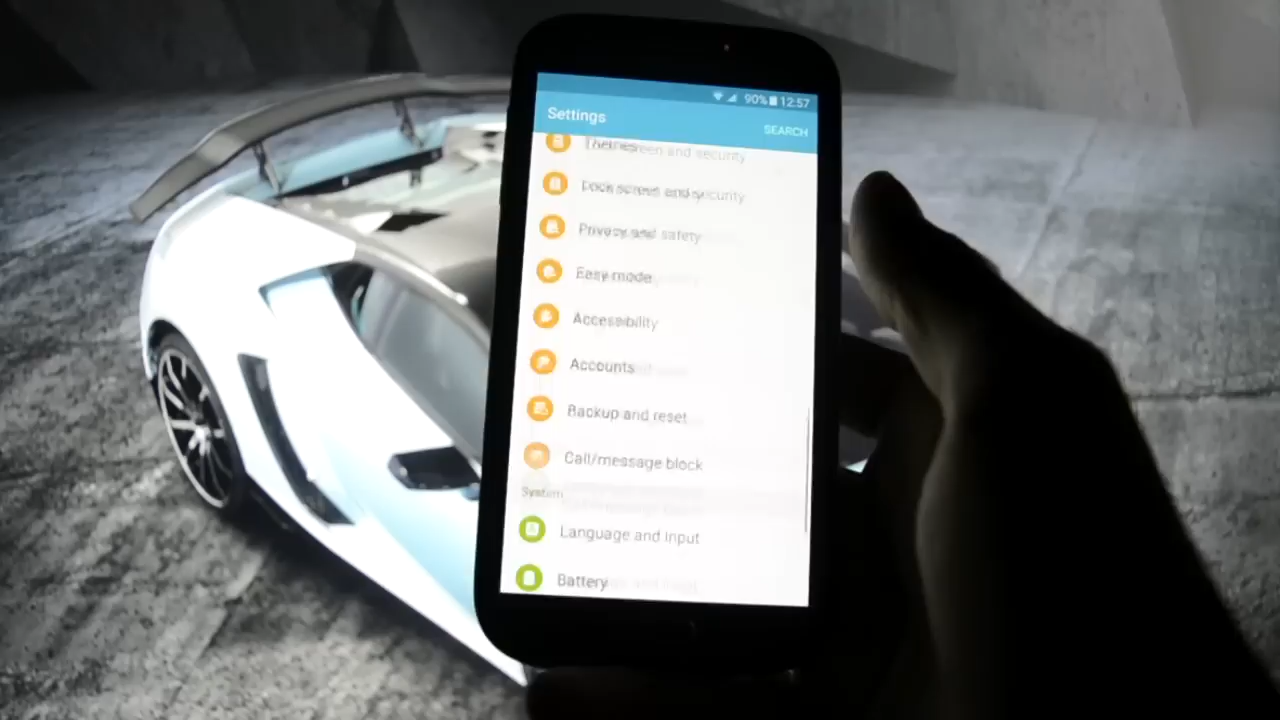 90% 12:57
Settings
SEARCH
Themes
Lock screen and security
Privacy and safety
Easy mode
Accessibility
Accounts
Backup and reset
Call/message block
System
Language and input
Battery